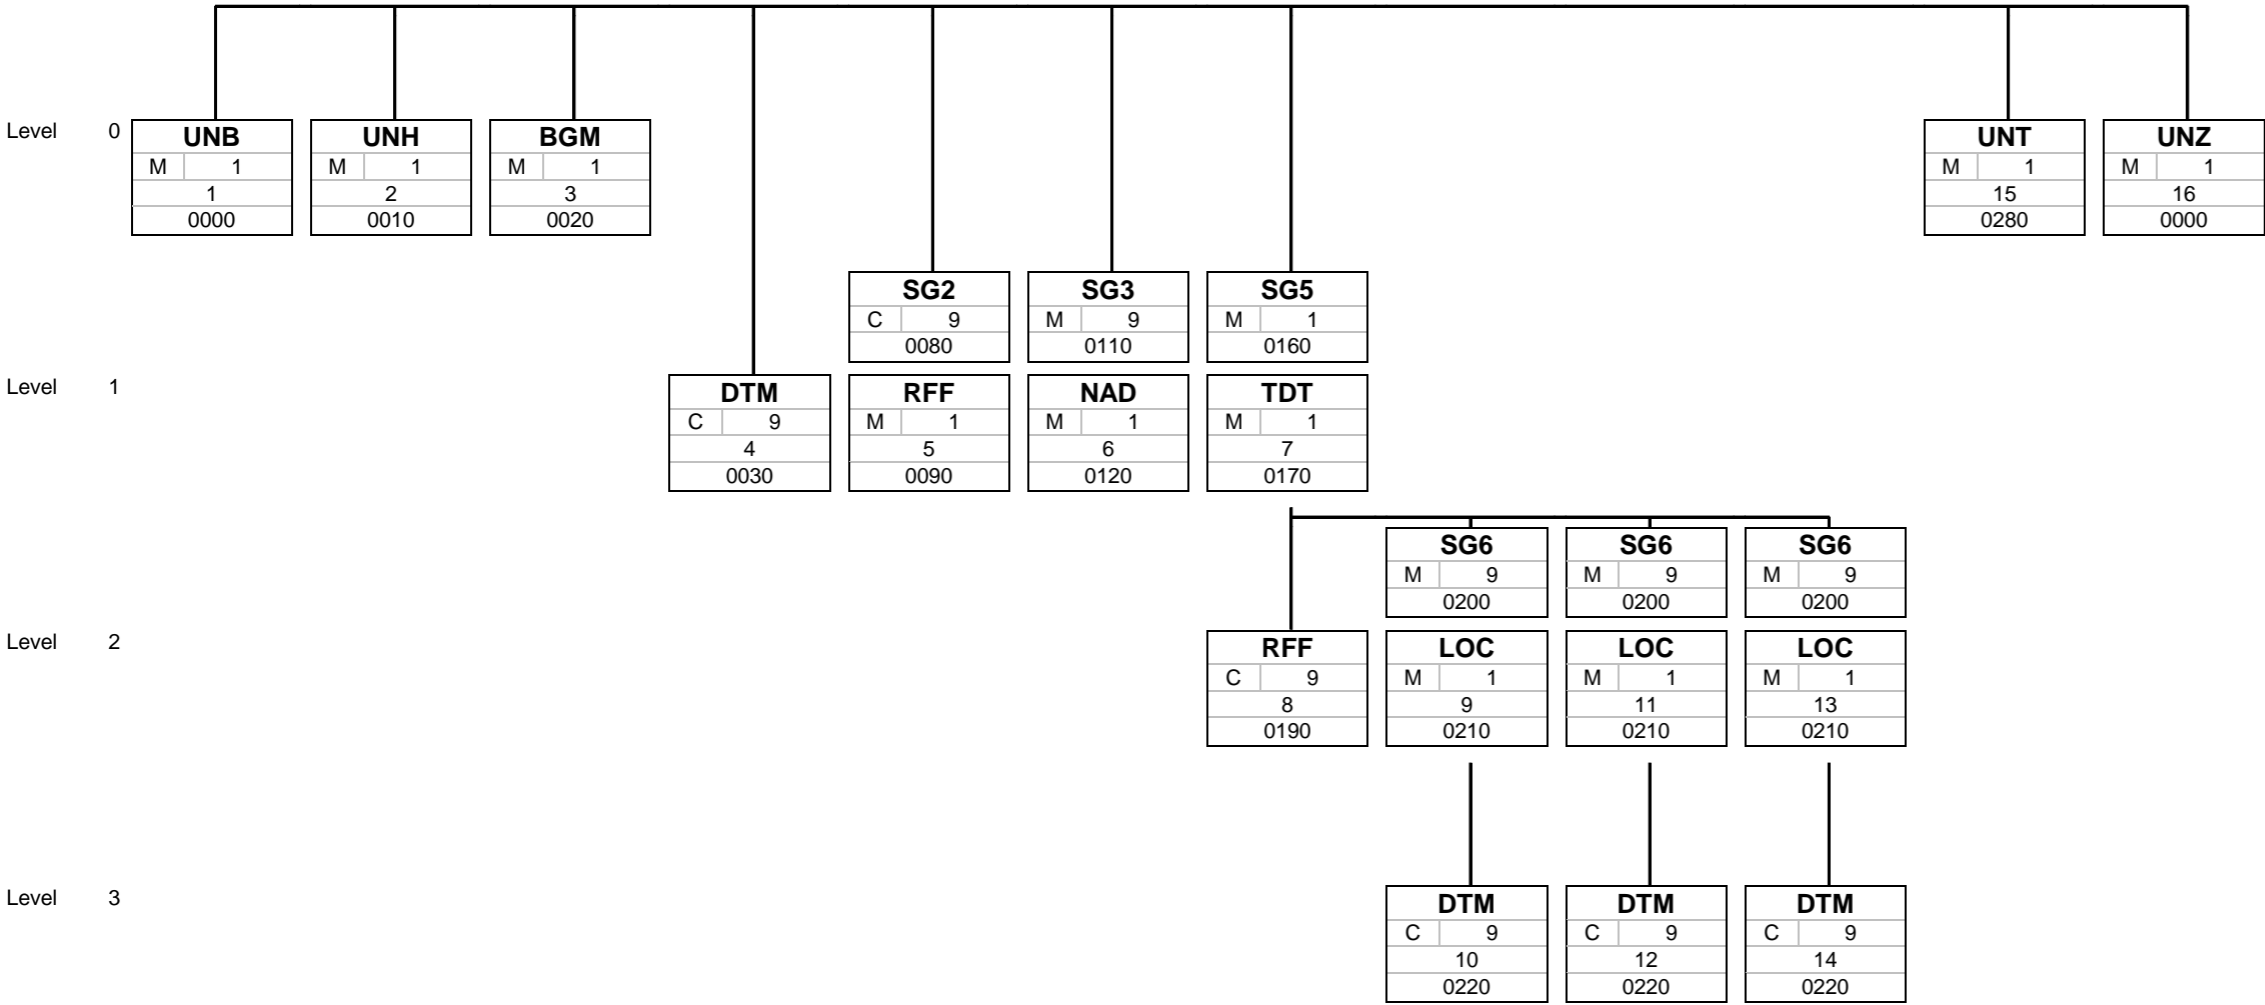 Level 0
UNB UNH BGM UNT UNZ
M 1 M 1 M 1 M 1 M 1
1 2 3 15 16
0000 0010 0020 0280 0000
SG2 SG3 SG5
C 9 M 9 M 1
0080 0110 0160
Level 1
DTM RFF NAD TDT
C 9 M 1 M 1 M 1
4 5 6 7
0030 0090 0120 0170
SG6 SG6 SG6
M 9 M 9 M 9
0200 0200 0200
Level 2
RFF LOC LOC LOC
C 9 M 1 M 1 M 1
8 9 11 13
0190 0210 0210 0210
Level 3
DTM DTM DTM
C 9 C 9 C 9
10 12 14
0220 0220 0220